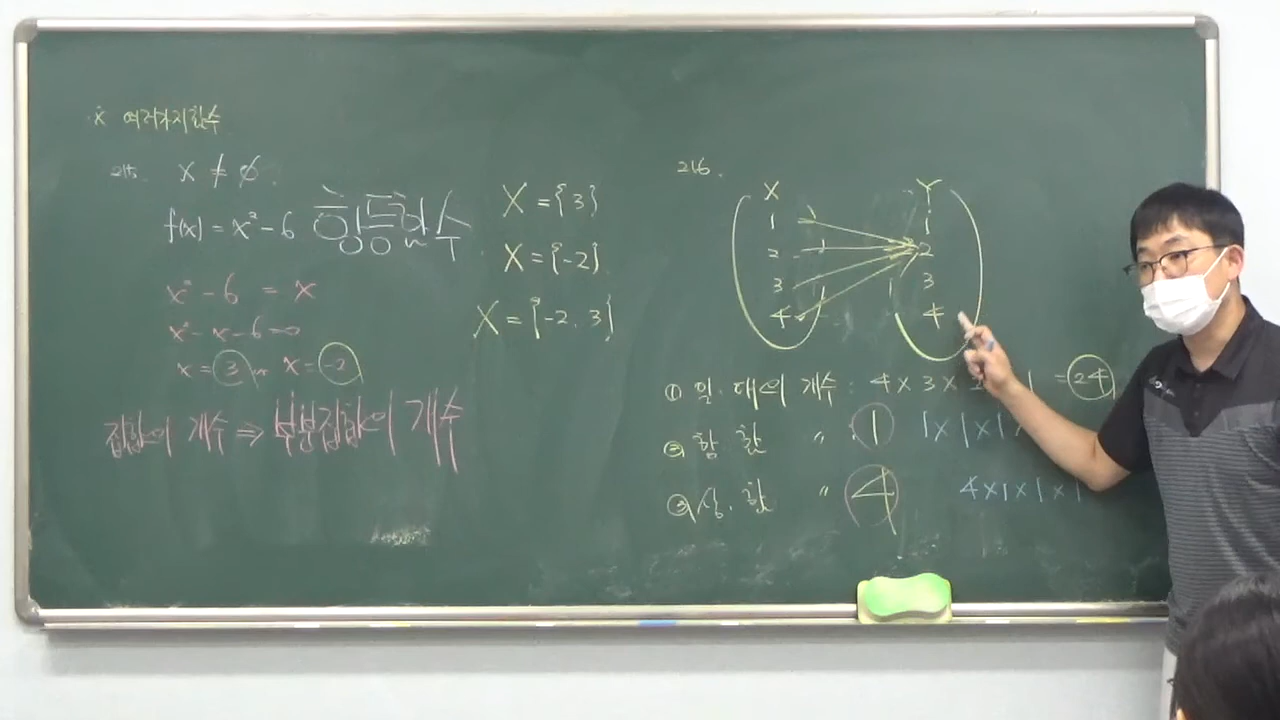 ※ 여러가지함수
215. X ≠ ∅.
f(x) = x² - 6 항등함수
x² - 6 = x
x² - x - 6 = 0
x = 3 or x = -2
집합의 개수 ⇒ 부분집합의 개수
X = {3}
X = {-2}
X = {-2, 3}
216.
X Y
1 1
2 2
3 3
4 4
① 일. 대의 개수 : 4 × 3 × = 24
② 항 함 〃 : 1 1 × 1 × 1 ×
③ 상. 함 〃 4 4 × 1 × 1 × 1